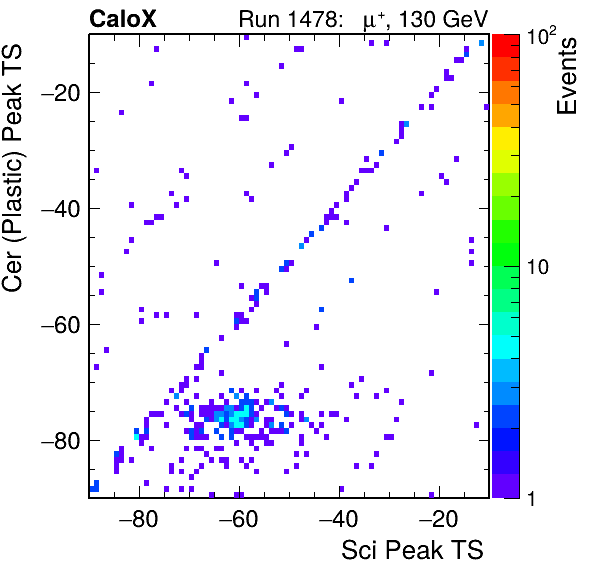 CaloX Run 1478: μ⁺, 130 GeV
Cer (Plastic) Peak TS
−20
−40
−60
−80
−80 −60 −40 −20
Sci Peak TS
10²
10
1
Events